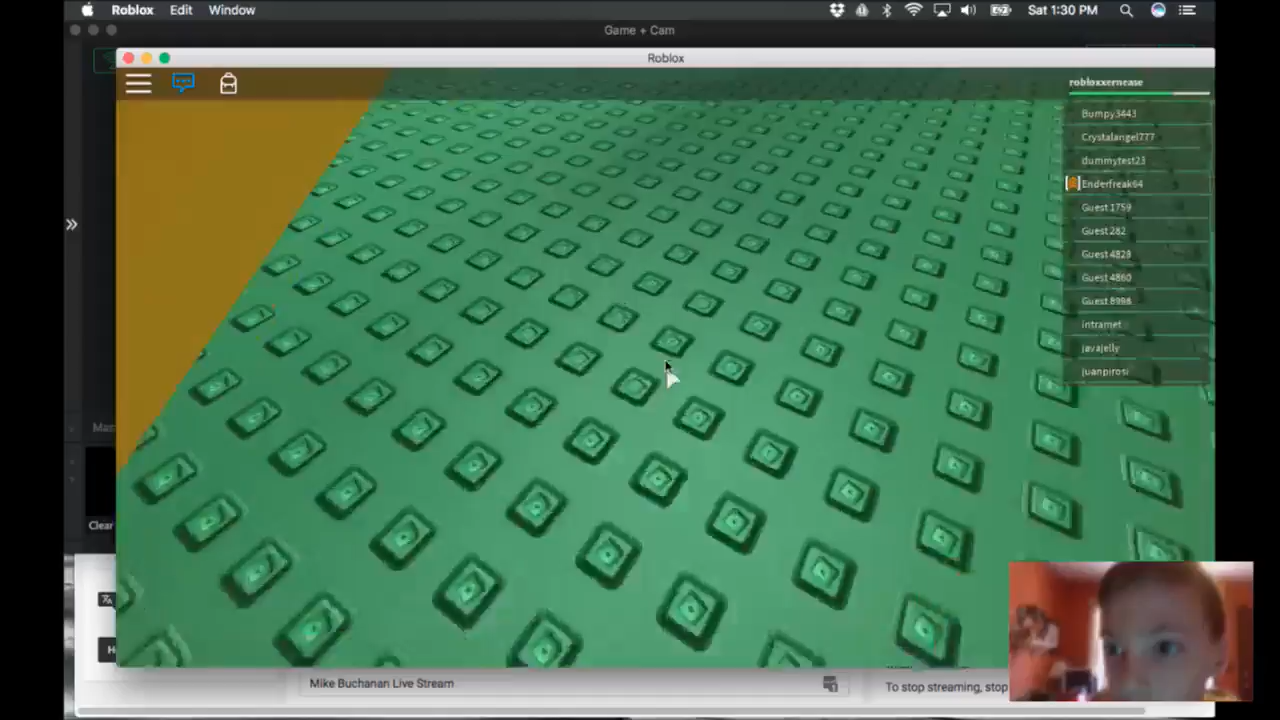 Roblox Edit Window Sat 1:30 PM
Game + Cam
Roblox
robloxxernease
Bumpy3443
Crystalangel777
dummytest23
Enderfreak64
Guest 1759
Guest 282
Guest 4828
Guest 4860
Guest 8998
intramet
javajelly
juanpirosi
Clear
Mike Buchanan Live Stream
To stop streaming, stop